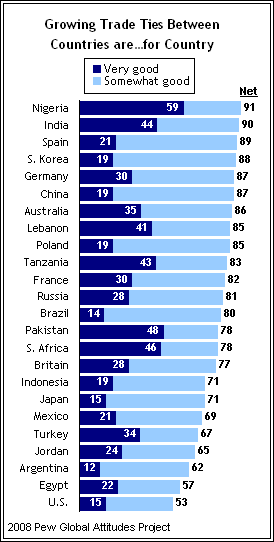 Growing Trade Ties Between
Countries are...for Country
Very good
Somewhat good
Net
Nigeria 59 91
India 44 90
Spain 21 89
S. Korea 19 88
Germany 30 87
China 19 87
Australia 35 86
Lebanon 41 85
Poland 19 85
Tanzania 43 83
France 30 82
Russia 28 81
Brazil 14 80
Pakistan 48 78
S. Africa 46 78
Britain 28 77
Indonesia 19 71
Japan 15 71
Mexico 21 69
Turkey 34 67
Jordan 24 65
Argentina 12 62
Egypt 22 57
U.S. 15 53
2008 Pew Global Attitudes Project